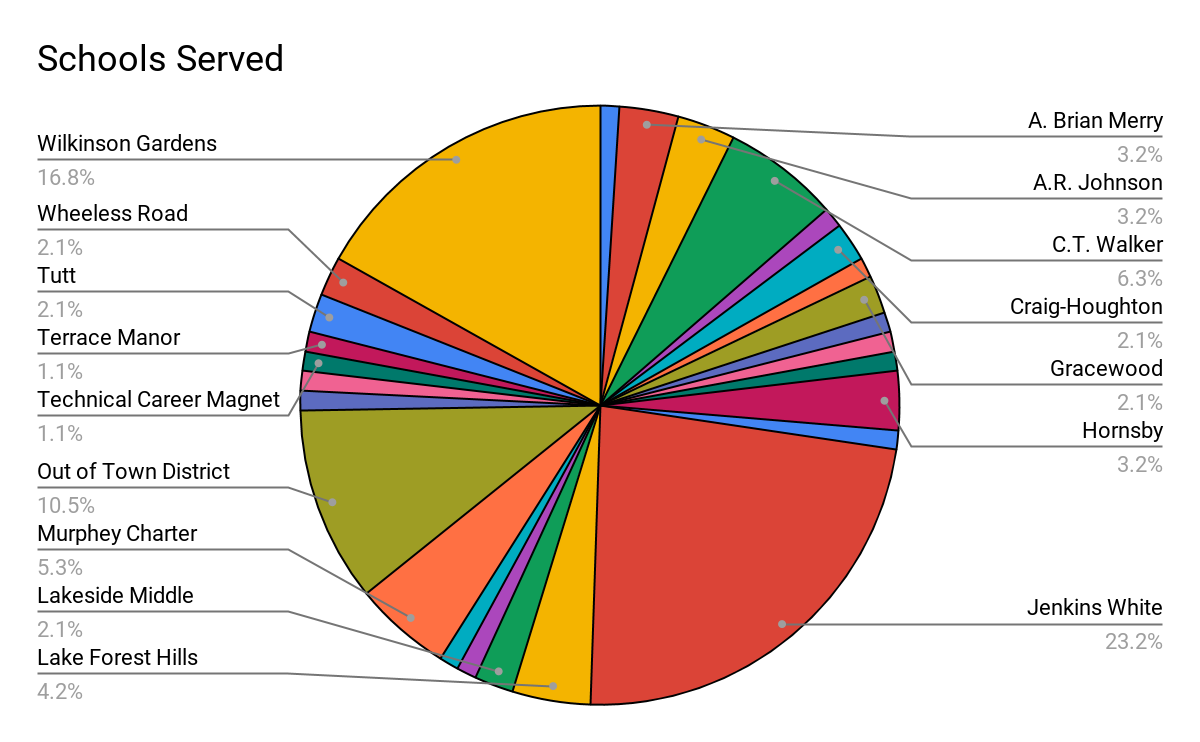 Schools Served
Wilkinson Gardens
16.8%
Wheeless Road
2.1%
Tutt
2.1%
Terrace Manor
1.1%
Technical Career Magnet
1.1%
Out of Town District
10.5%
Murphey Charter
5.3%
Lakeside Middle
2.1%
Lake Forest Hills
4.2%
A. Brian Merry
3.2%
A.R. Johnson
3.2%
C.T. Walker
6.3%
Craig-Houghton
2.1%
Gracewood
2.1%
Hornsby
3.2%
Jenkins White
23.2%